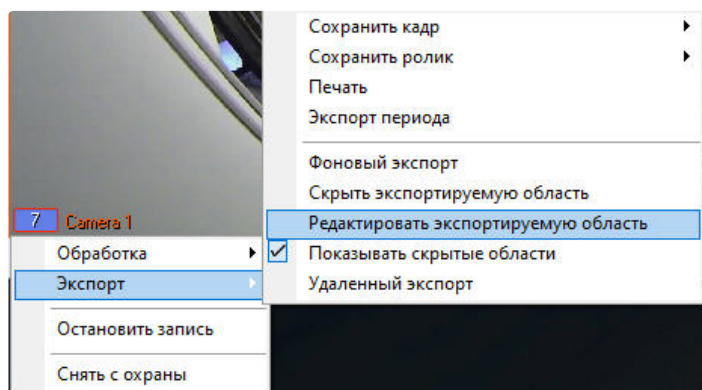 Сохранить кадр
Сохранить ролик
Печать
Экспорт периода
Фоновый экспорт
Скрыть экспортируемую область
Редактировать экспортируемую область
Показывать скрытые области
Удаленный экспорт
7 Camera 1
Обработка
Экспорт
Остановить запись
Снять с охраны